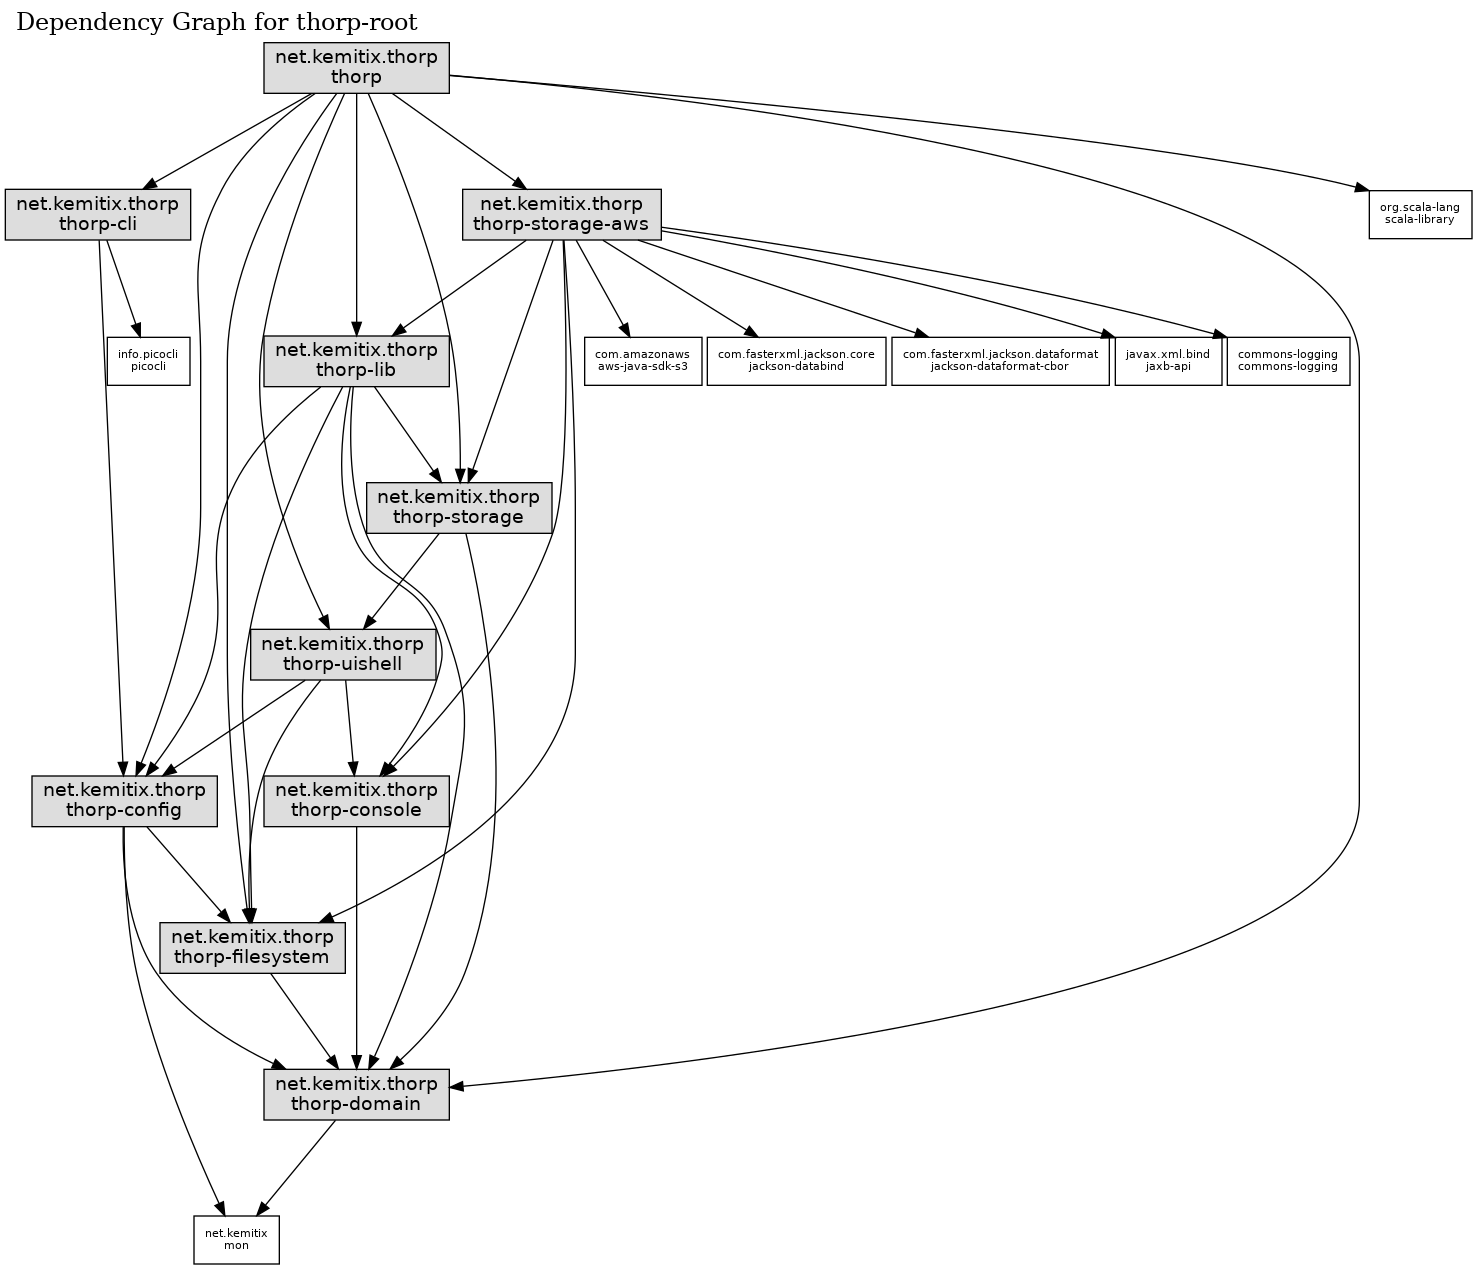 Dependency Graph for thorp-root
net.kemitix.thorp
thorp
net.kemitix.thorp
thorp-cli
net.kemitix.thorp
thorp-storage-aws
org.scala-lang
scala-library
info.picocli
picocli
net.kemitix.thorp
thorp-lib
com.amazonaws
aws-java-sdk-s3
com.fasterxml.jackson.core
jackson-databind
com.fasterxml.jackson.dataformat
jackson-dataformat-cbor
javax.xml.bind
jaxb-api
commons-logging
commons-logging
net.kemitix.thorp
thorp-storage
net.kemitix.thorp
thorp-uishell
net.kemitix.thorp
thorp-config
net.kemitix.thorp
thorp-console
net.kemitix.thorp
thorp-filesystem
net.kemitix.thorp
thorp-domain
net.kemitix
mon